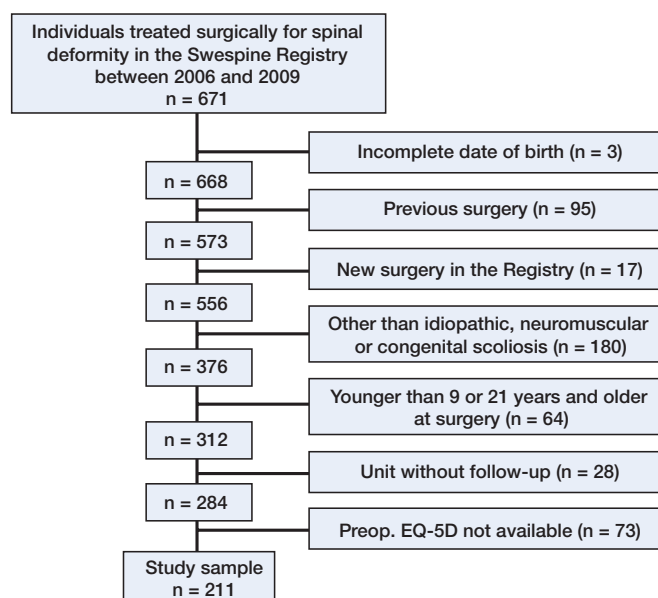 Individuals treated surgically for spinal
deformity in the Swespine Registry
between 2006 and 2009
n = 671
Incomplete date of birth (n = 3)
n = 668
Previous surgery (n = 95)
n = 573
New surgery in the Registry (n = 17)
n = 556
Other than idiopathic, neuromuscular
or congenital scoliosis (n = 180)
n = 376
Younger than 9 or 21 years and older
at surgery (n = 64)
n = 312
Unit without follow-up (n = 28)
n = 284
Preop. EQ-5D not available (n = 73)
Study sample
n = 211